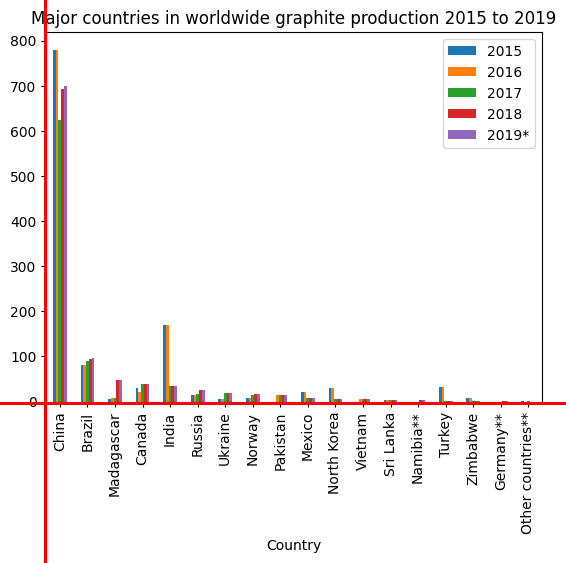 Major countries in worldwide graphite production 2015 to 2019
2015
2016
2017
2018
2019*
800
700
600
500
400
300
200
100
0
China
Brazil
Madagascar
Canada
India
Russia
Ukraine
Norway
Pakistan
Mexico
North Korea
Vietnam
Sri Lanka
Namibia**
Turkey
Zimbabwe
Germany**
Other countries**
Country